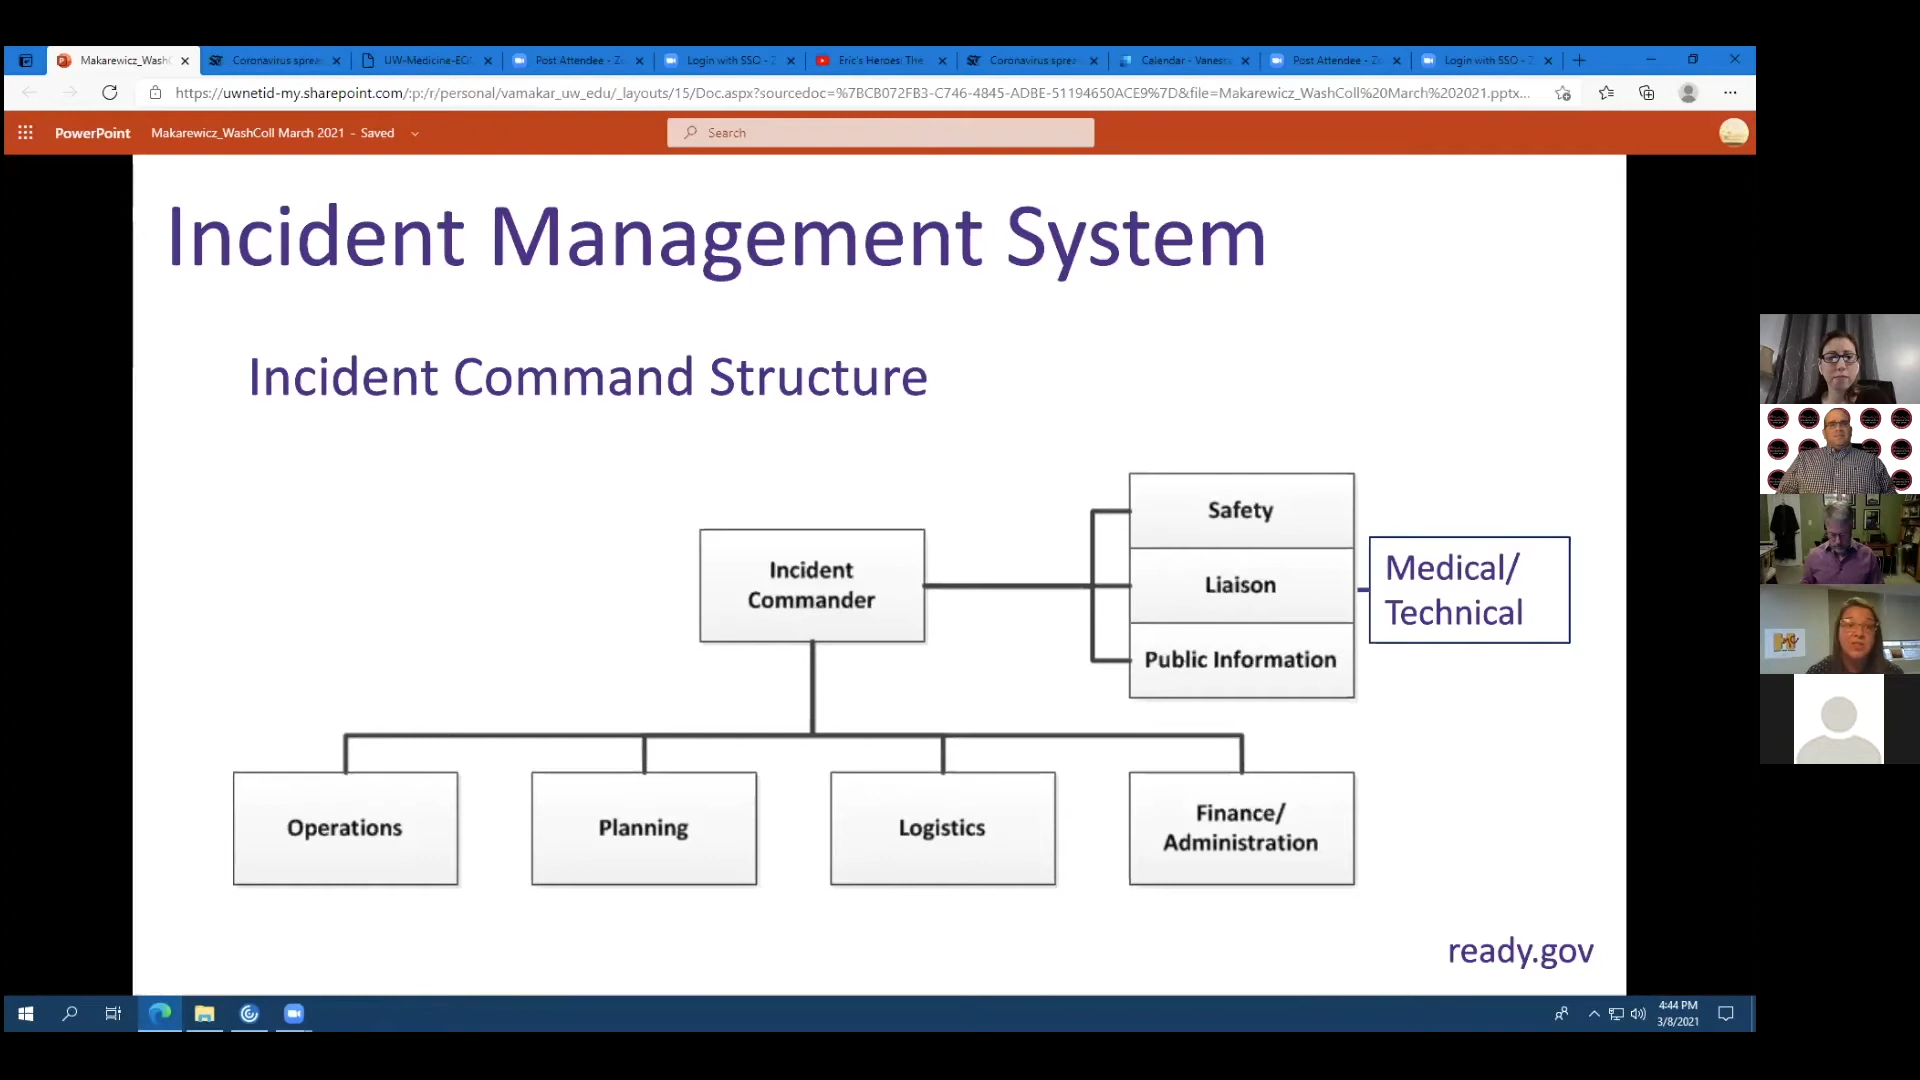 Makarewicz_WashC
Coronavirus sprea
UW-Medicine-EO
Post Attendee - Z
Login with SSO - Z
Eric's Heroes: The
Coronavirus sprea
Calendar - Vaness
Post Attendee - Zo
Login with SSO - Z
https://uwnetid-my.sharepoint.com/:p:/r/personal/vamakar_uw_edu/_layouts/15/Doc.aspx?sourcedoc=%7BCB072FB3-C746-4845-ADBE-51194650ACE9%7D&file=Makarewicz_WashColl%20March%202021.pptx...
PowerPoint
Makarewicz_WashColl March 2021 - Saved
Search
Incident Management System
Incident Command Structure
Incident
Commander
Safety
Liaison
Public Information
Medical/
Technical
Operations
Planning
Logistics
Finance/
Administration
ready.gov
4:44 PM
3/8/2021